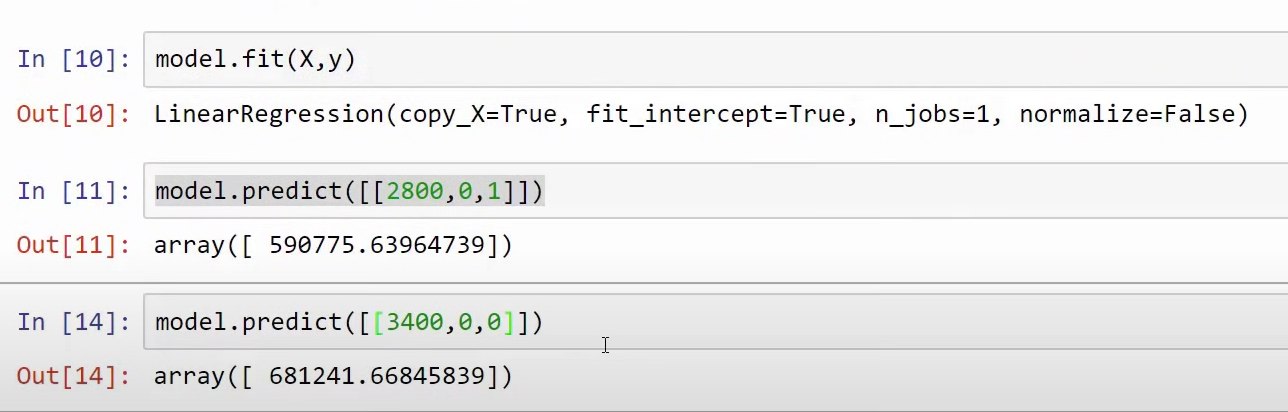 In [10]: model.fit(X,y)
Out[10]: LinearRegression(copy_X=True, fit_intercept=True, n_jobs=1, normalize=False)
In [11]: model.predict([[2800,0,1]])
Out[11]: array([ 590775.63964739])
In [14]: model.predict([[3400,0,0]])
Out[14]: array([ 681241.66845839])